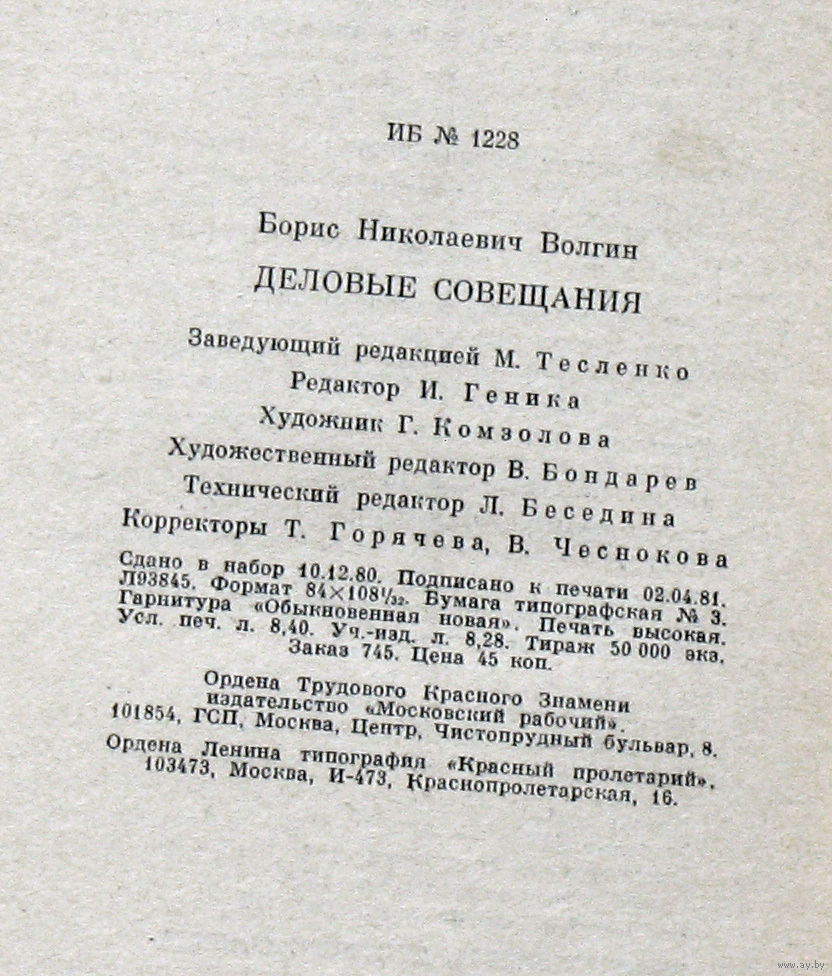 ИБ № 1228
Борис Николаевич Волгин
ДЕЛОВЫЕ СОВЕЩАНИЯ
Заведующий редакцией М. Тесленко
Редактор И. Геника
Художник Г. Комзолова
Художественный редактор В. Бондарев
Технический редактор Л. Беседина
Корректоры Т. Горячева, В. Чеснокова
Сдано в набор 10.12.80. Подписано к печати 02.04.81.
Л93845. Формат 84×108¹/₃₂. Бумага типографская № 3.
Гарнитура «Обыкновенная новая». Печать высокая.
Усл. печ. л. 8,40. Уч.-изд. л. 8,28. Тираж 50 000 экз.
Заказ 745. Цена 45 коп.
Ордена Трудового Красного Знамени
издательство «Московский рабочий».
101854, ГСП, Москва, Центр, Чистопрудный бульвар, 8.
Ордена Ленина типография «Красный пролетарий».
103473, Москва, И-473, Краснопролетарская, 16.
www.ay.by